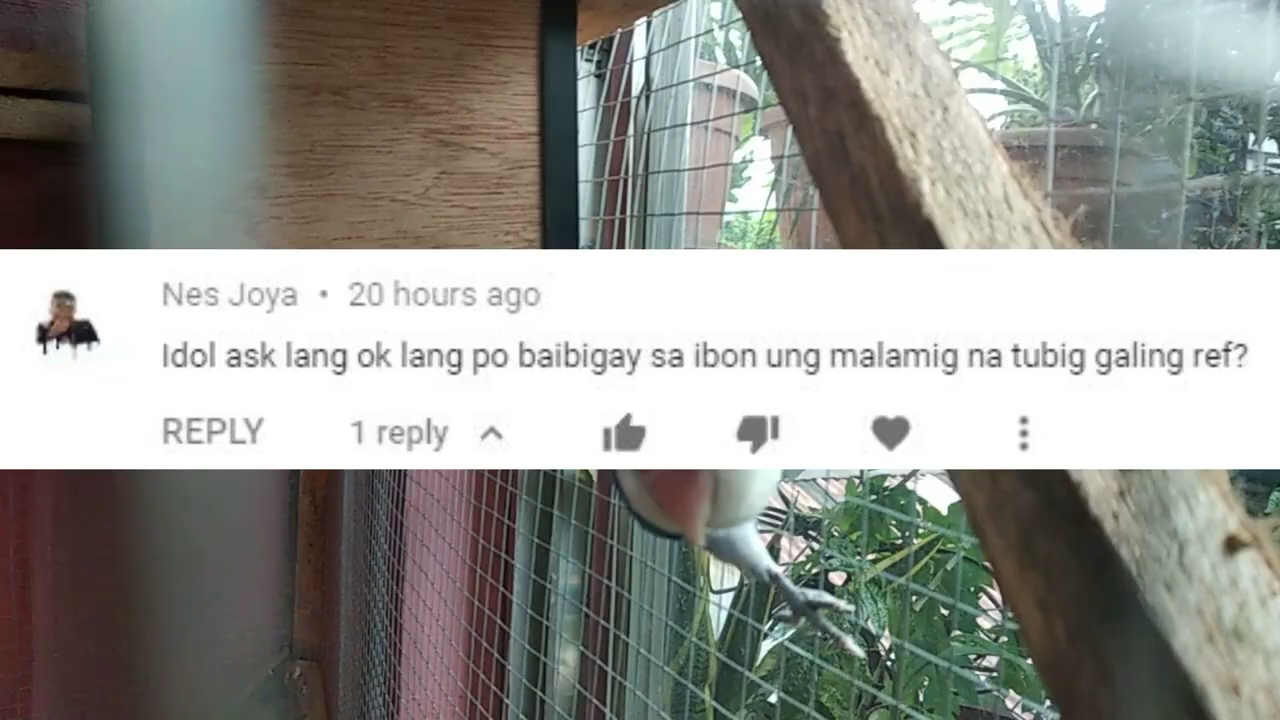 Nes Joya • 20 hours ago
Idol ask lang ok lang po baibigay sa ibon ung malamig na tubig galing ref?
REPLY 1 reply